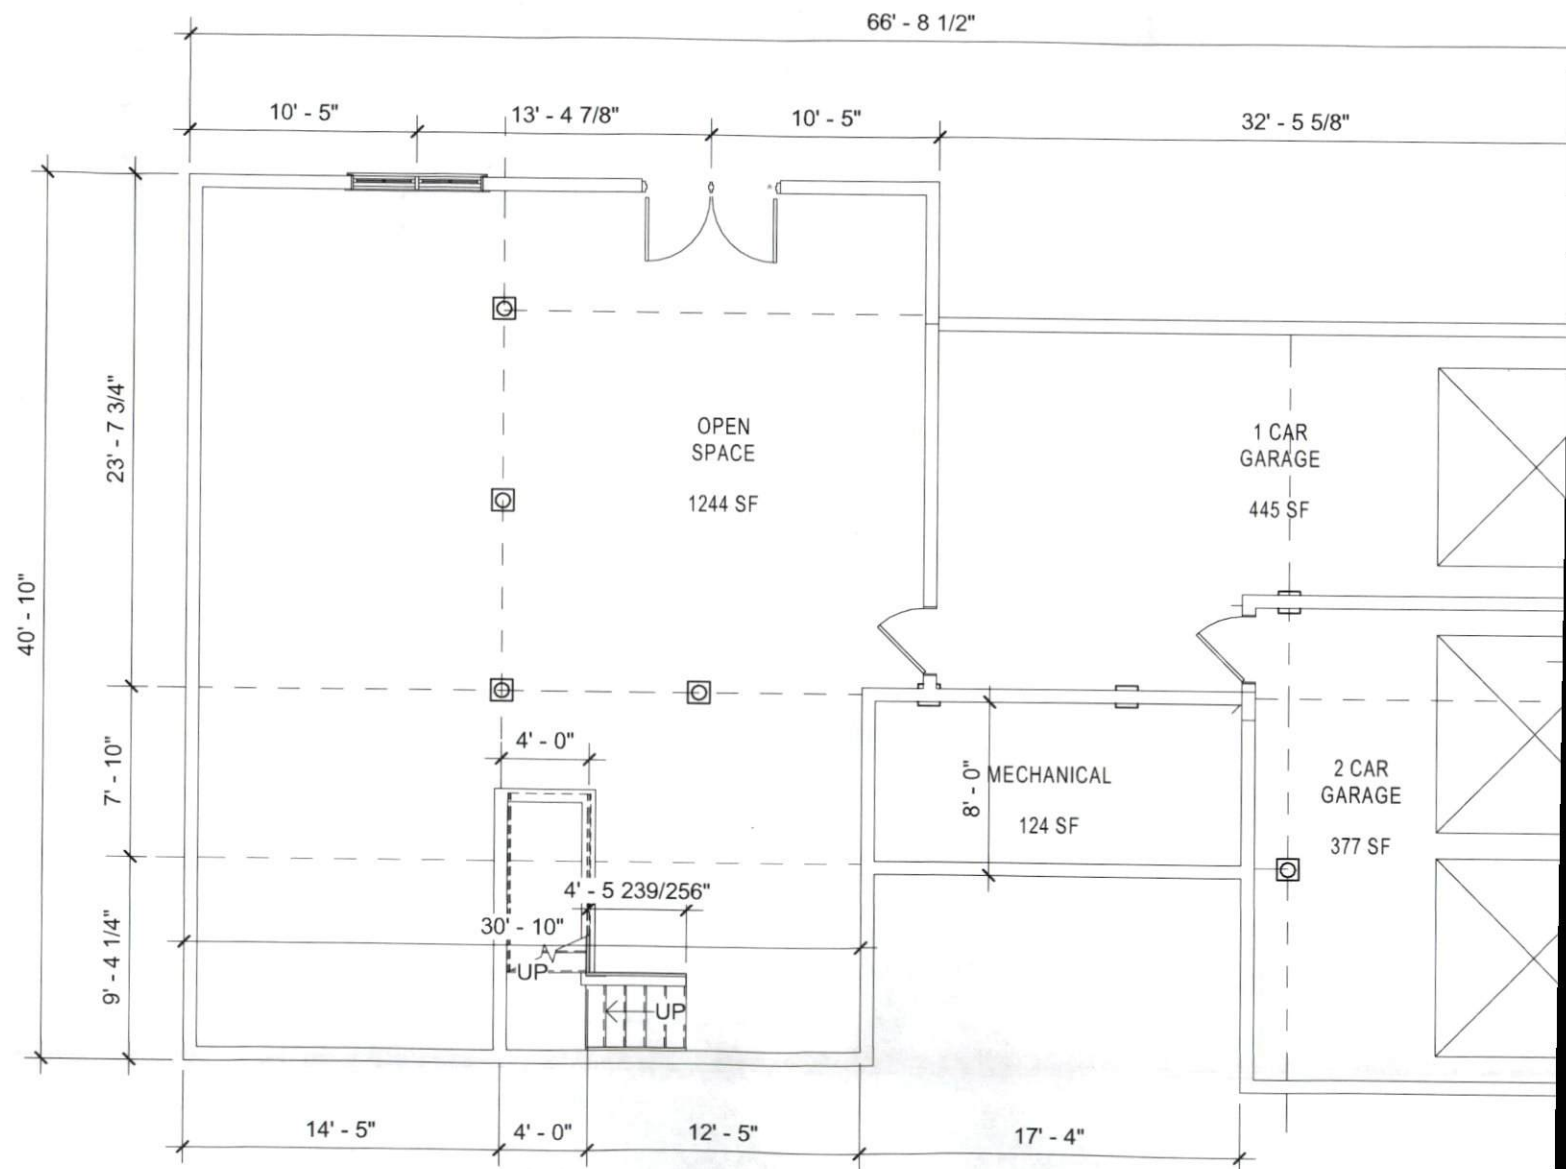 66' - 8 1/2"
10' - 5"
13' - 4 7/8"
10' - 5"
32' - 5 5/8"
40' - 10"
23' - 7 3/4"
7' - 10"
9' - 4 1/4"
OPEN
SPACE
1244 SF
1 CAR
GARAGE
445 SF
4' - 0"
8' - 0"
MECHANICAL
124 SF
2 CAR
GARAGE
377 SF
4' - 5 239/256"
30' - 10"
UP
UP
14' - 5"
4' - 0"
12' - 5"
17' - 4"